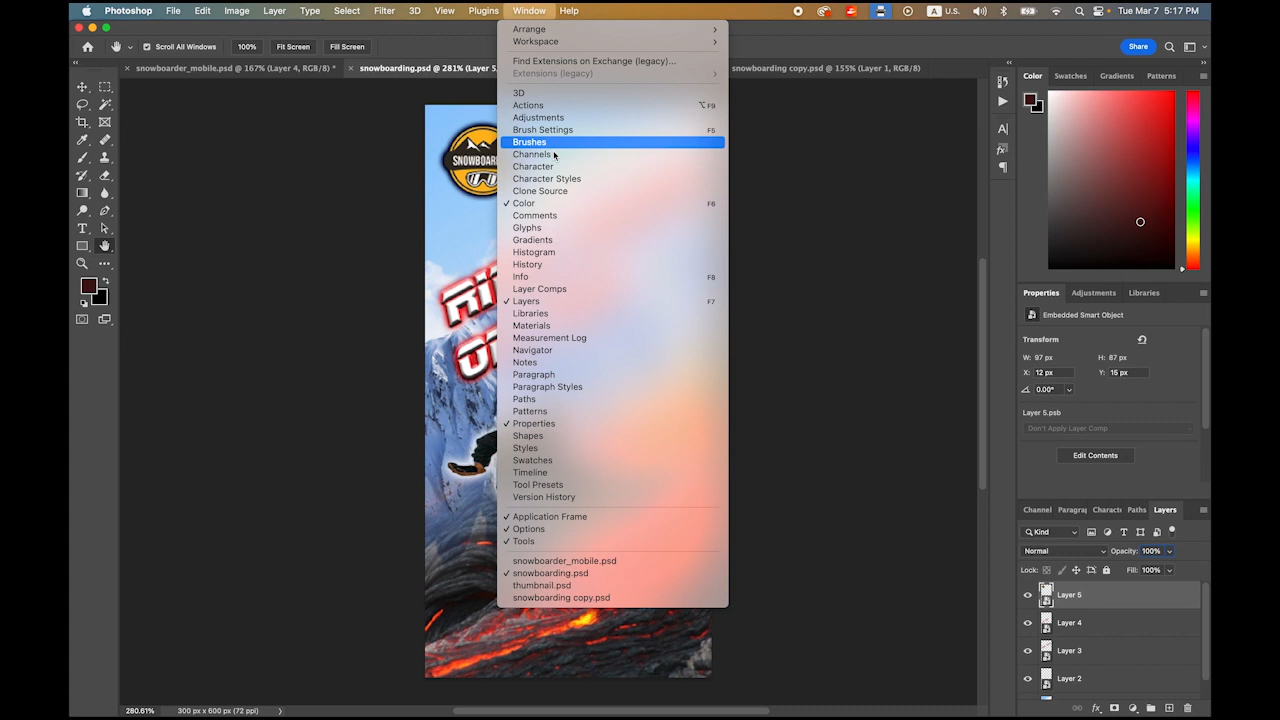 Photoshop File Edit Image Layer Type Select Filter 3D View Plugins Window Help
A U.S. Tue Mar 7 5:17 PM
Scroll All Windows 100% Fit Screen Fill Screen
Share
snowboarder_mobile.psd @ 167% (Layer 4, RGB/8) *
snowboarding.psd @ 281% (Layer 5
snowboarding copy.psd @ 155% (Layer 1, RGB/8)
Arrange
Workspace
Find Extensions on Exchange (legacy)...
Extensions (legacy)
3D
Actions ⌥F9
Adjustments
Brush Settings F5
Brushes
Channels
Character
Character Styles
Clone Source
Color F6
Comments
Glyphs
Gradients
Histogram
History
Info F8
Layer Comps
Layers F7
Libraries
Materials
Measurement Log
Navigator
Notes
Paragraph
Paragraph Styles
Paths
Patterns
Properties
Shapes
Styles
Swatches
Timeline
Tool Presets
Version History
Application Frame
Options
Tools
snowboarder_mobile.psd
snowboarding.psd
thumbnail.psd
snowboarding copy.psd
SNOWBOAR
Color Swatches Gradients Patterns
Properties Adjustments Libraries
Embedded Smart Object
Transform
W: 97 px H: 87 px
X: 12 px Y: 15 px
0.00°
Layer 5.psb
Don't Apply Layer Comp
Edit Contents
Channel Paragra Charact Paths Layers
Kind
Normal Opacity: 100%
Lock: Fill: 100%
Layer 5
Layer 4
Layer 3
Layer 2
280.61% 300 px x 600 px (72 ppi)